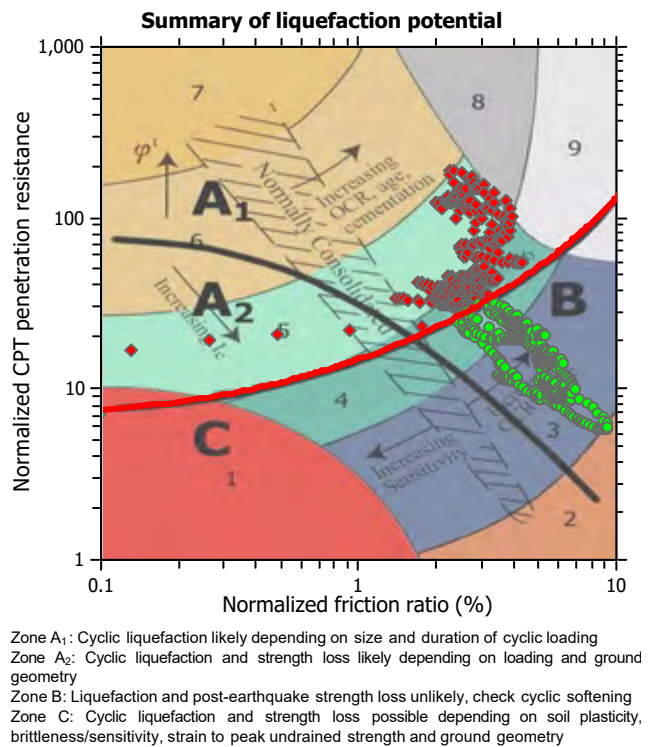 Summary of liquefaction potential
Normalized CPT penetration resistance
1,000
100
10
1
7
8
9
φ'
A₁
Normally Consolidated
Increasing
OCR, age,
cementation
6
A₂
Increasing Ic
5
B
4
C
1
Increasing
Sensitivity
3
2
0.1
1
10
Normalized friction ratio (%)
Zone A₁: Cyclic liquefaction likely depending on size and duration of cyclic loading
Zone A₂: Cyclic liquefaction and strength loss likely depending on loading and ground
geometry
Zone B: Liquefaction and post-earthquake strength loss unlikely, check cyclic softening
Zone C: Cyclic liquefaction and strength loss possible depending on soil plasticity,
brittleness/sensitivity, strain to peak undrained strength and ground geometry